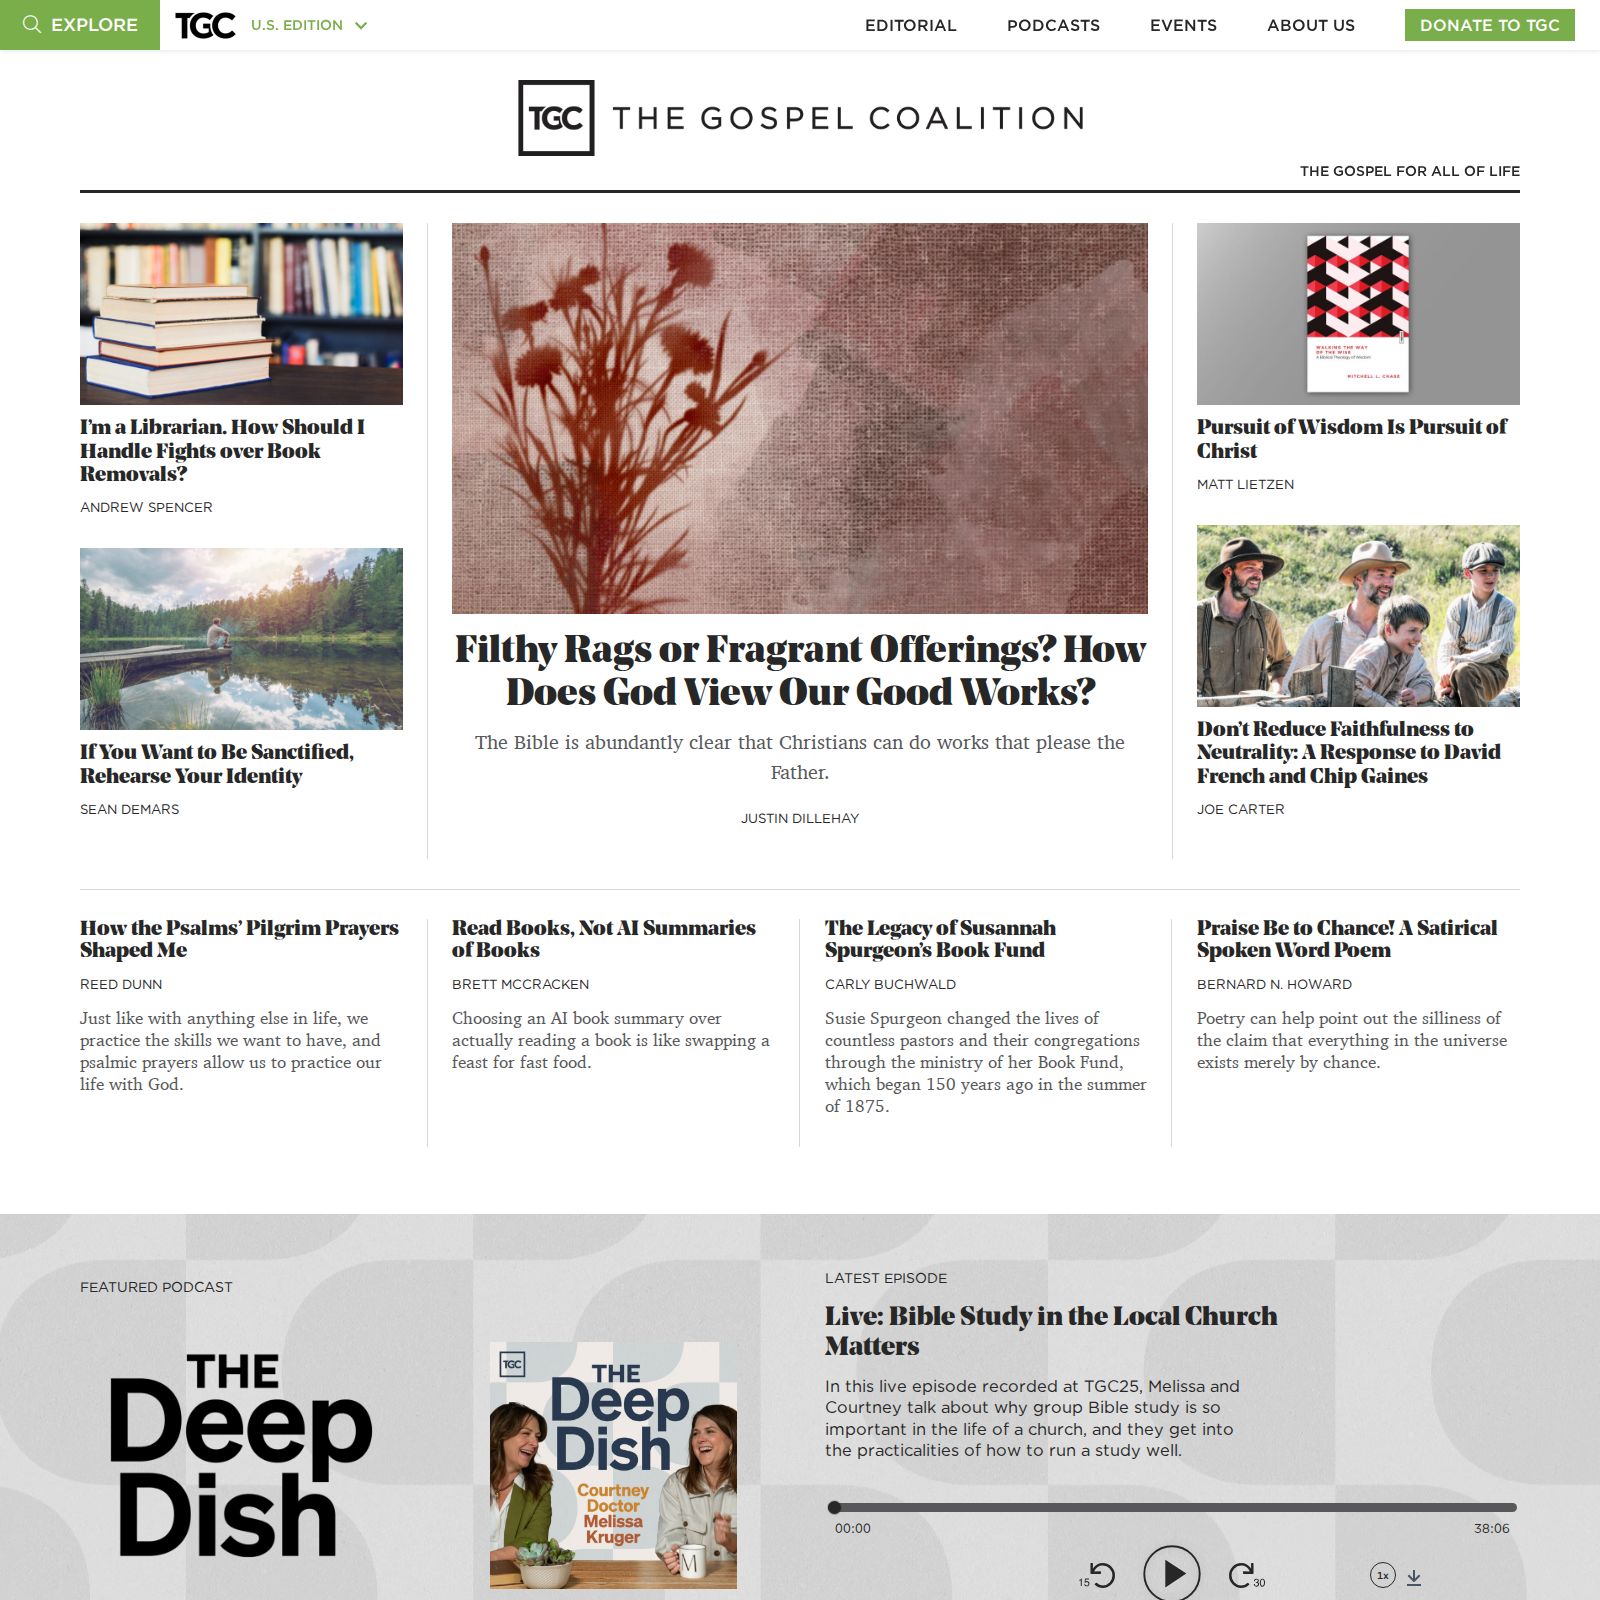 EXPLORE
TGC
U.S. EDITION
EDITORIAL
PODCASTS
EVENTS
ABOUT US
DONATE TO TGC
TGC
THE GOSPEL COALITION
THE GOSPEL FOR ALL OF LIFE
I'm a Librarian. How Should I
Handle Fights over Book
Removals?
ANDREW SPENCER
If You Want to Be Sanctified,
Rehearse Your Identity
SEAN DEMARS
Filthy Rags or Fragrant Offerings? How
Does God View Our Good Works?
The Bible is abundantly clear that Christians can do works that please the
Father.
JUSTIN DILLEHAY
WALKING THE WAY
OF THE WISE
A Biblical Theology of Wisdom
MITCHELL L. CHASE
Pursuit of Wisdom Is Pursuit of
Christ
MATT LIETZEN
Don't Reduce Faithfulness to
Neutrality: A Response to David
French and Chip Gaines
JOE CARTER
How the Psalms' Pilgrim Prayers
Shaped Me
REED DUNN
Just like with anything else in life, we
practice the skills we want to have, and
psalmic prayers allow us to practice our
life with God.
Read Books, Not AI Summaries
of Books
BRETT MCCRACKEN
Choosing an AI book summary over
actually reading a book is like swapping a
feast for fast food.
The Legacy of Susannah
Spurgeon's Book Fund
CARLY BUCHWALD
Susie Spurgeon changed the lives of
countless pastors and their congregations
through the ministry of her Book Fund,
which began 150 years ago in the summer
of 1875.
Praise Be to Chance! A Satirical
Spoken Word Poem
BERNARD N. HOWARD
Poetry can help point out the silliness of
the claim that everything in the universe
exists merely by chance.
FEATURED PODCAST
THE
Deep
Dish
TGC
THE
Deep
Dish
Courtney
Doctor
Melissa
Kruger
M
LATEST EPISODE
Live: Bible Study in the Local Church
Matters
In this live episode recorded at TGC25, Melissa and
Courtney talk about why group Bible study is so
important in the life of a church, and they get into
the practicalities of how to run a study well.
00:00
38:06
15
30
1x